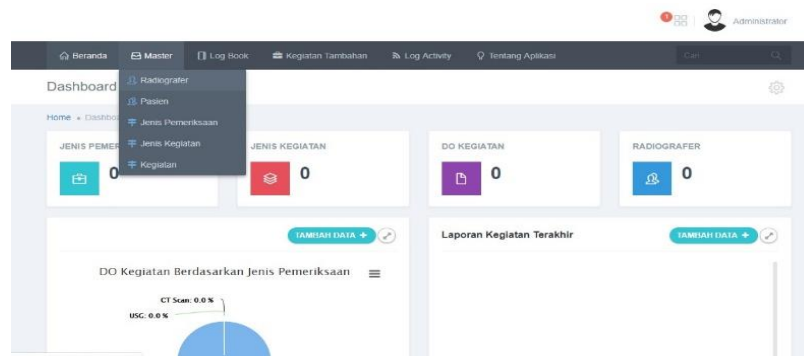 ?
Administrator
Beranda Master Log Book Kegiatan Tambahan Log Activity Tentang Aplikasi Cari
Dashboard
Radiografer
Pasien
Home Dashbo
Jenis Pemeriksaan
Jenis Kegiatan
Kegiatan
JENIS PEMER
0
JENIS KEGIATAN
0
DO KEGIATAN
0
RADIOGRAFER
0
TAMBAH DATA +
Laporan Kegiatan Terakhir
TAMBAH DATA +
DO Kegiatan Berdasarkan Jenis Pemeriksaan
CT Scan: 0.0 %
USG: 0.0 %